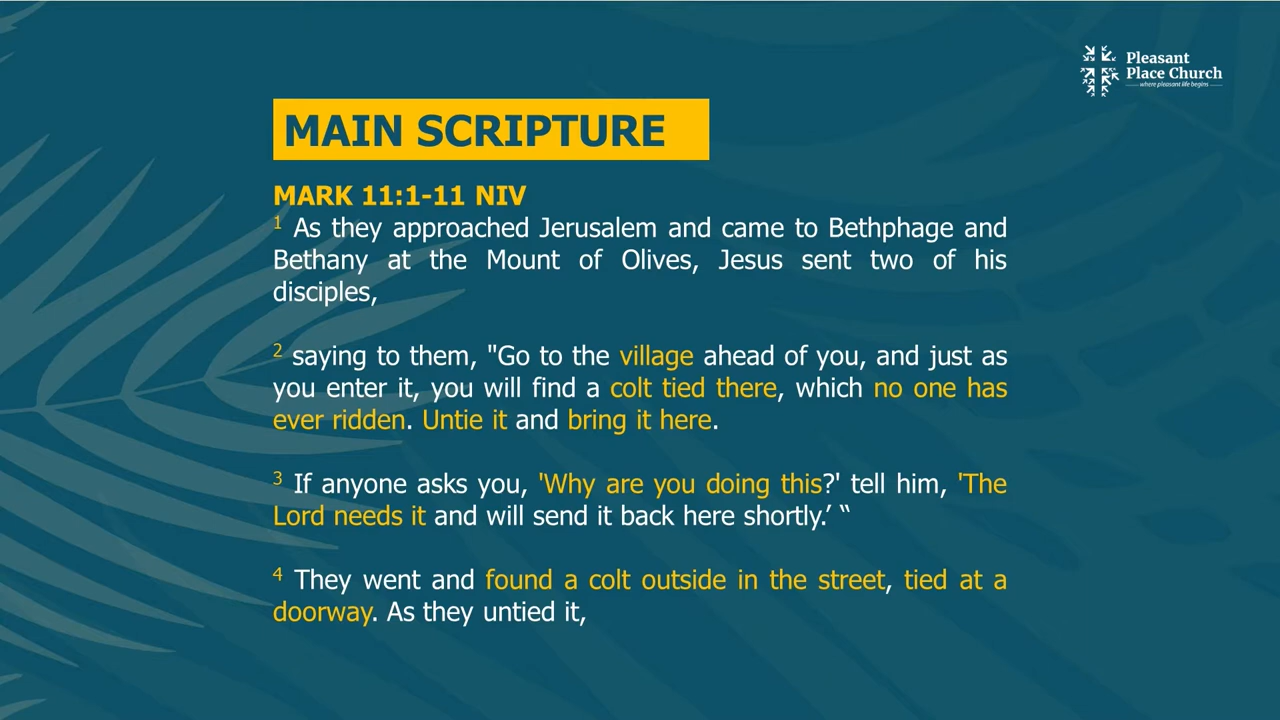 Pleasant
Place Church
where pleasant life begins
MAIN SCRIPTURE
MARK 11:1-11 NIV
1 As they approached Jerusalem and came to Bethphage and
Bethany at the Mount of Olives, Jesus sent two of his
disciples,
2 saying to them, "Go to the village ahead of you, and just as
you enter it, you will find a colt tied there, which no one has
ever ridden. Untie it and bring it here.
3 If anyone asks you, 'Why are you doing this?' tell him, 'The
Lord needs it and will send it back here shortly.’ “
4 They went and found a colt outside in the street, tied at a
doorway. As they untied it,